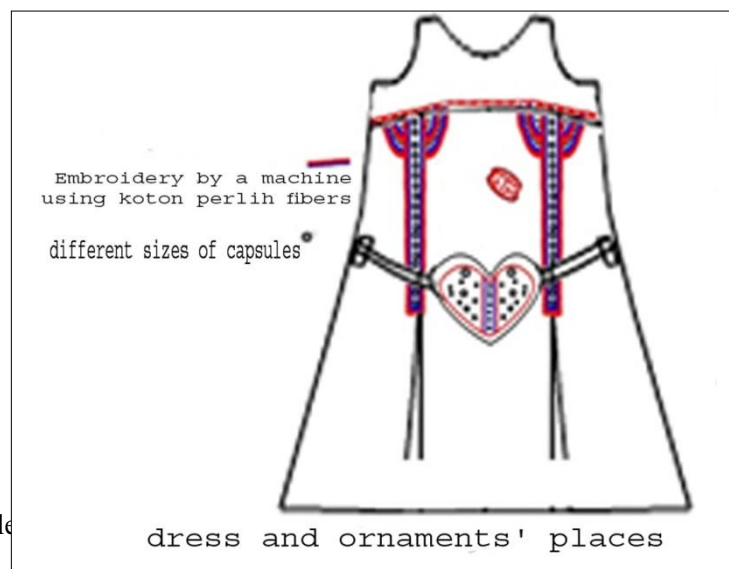 Embroidery by a machine
using koton perlih fibers
different sizes of capsules
dress and ornaments' places